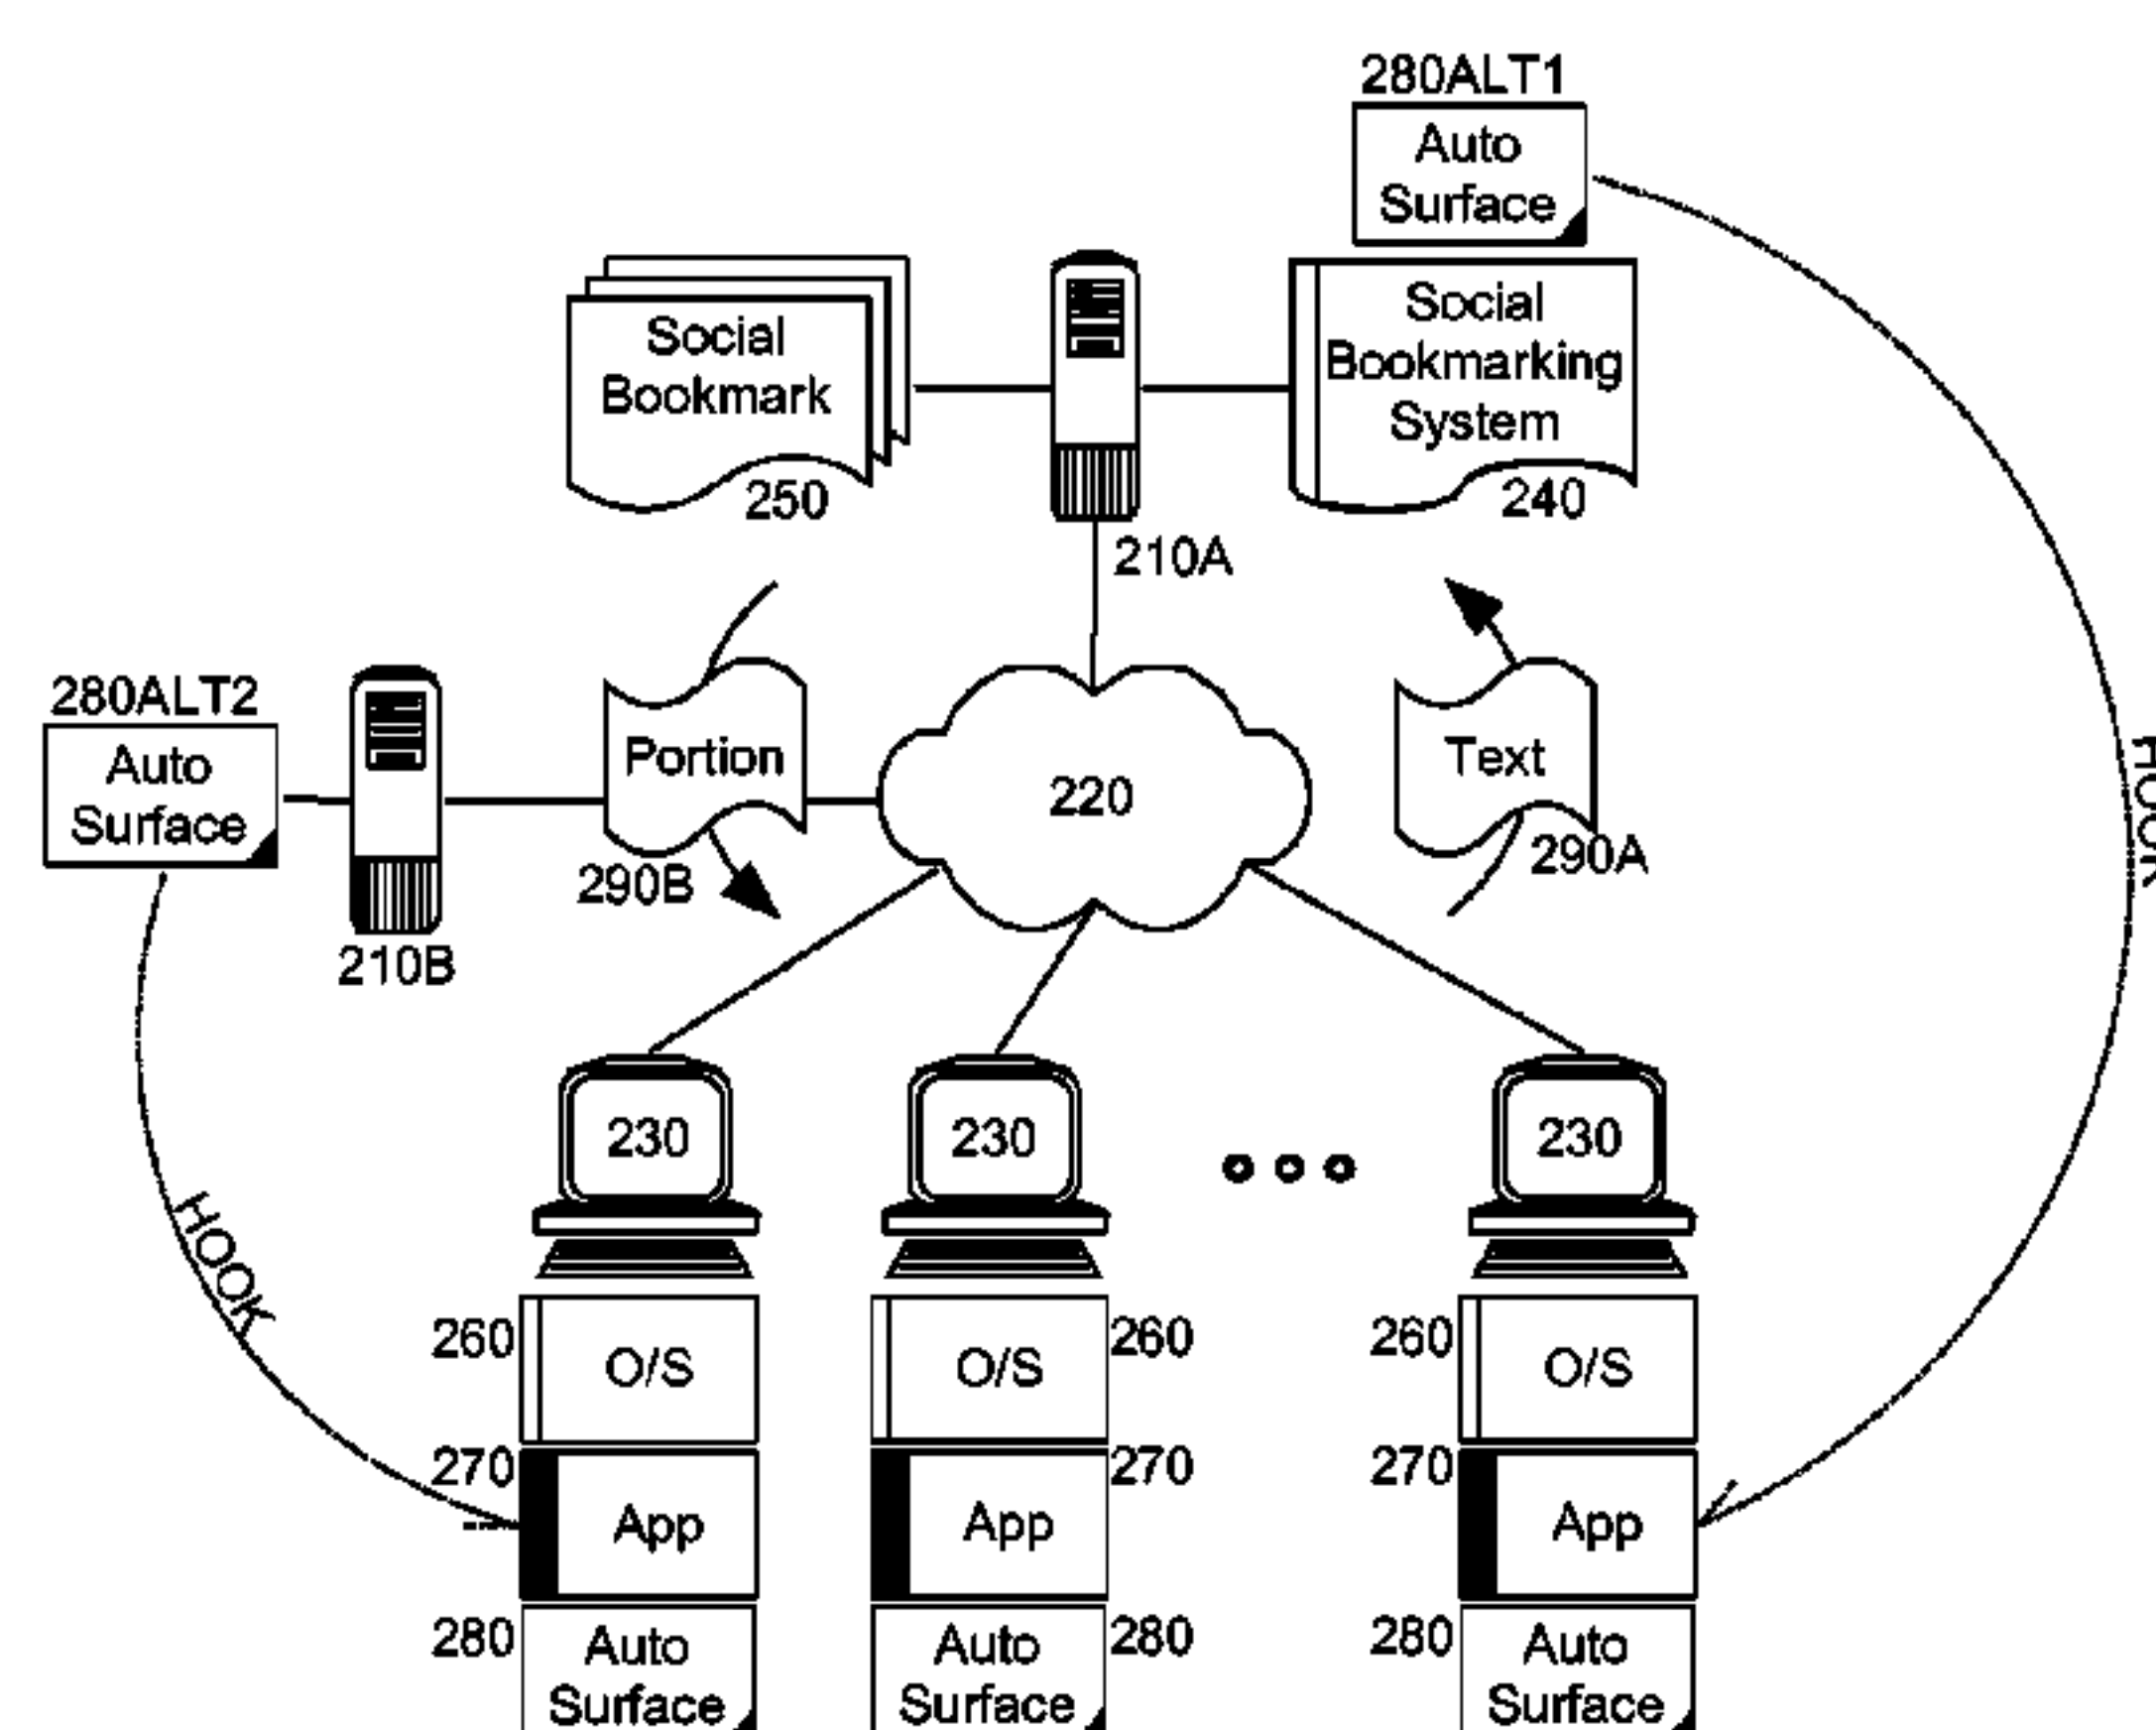 280ALT1
Auto
Surface
Social
Bookmark
250
210A
Social
Bookmarking
System
240
280ALT2
Auto
Surface
210B
Portion
290B
220
Text
290A
HOOK
HOOK
230
230
230
260
O/S
O/S
260
260
O/S
270
App
App
270
270
App
280
Auto
Surface
Auto
Surface
280
280
Auto
Surface